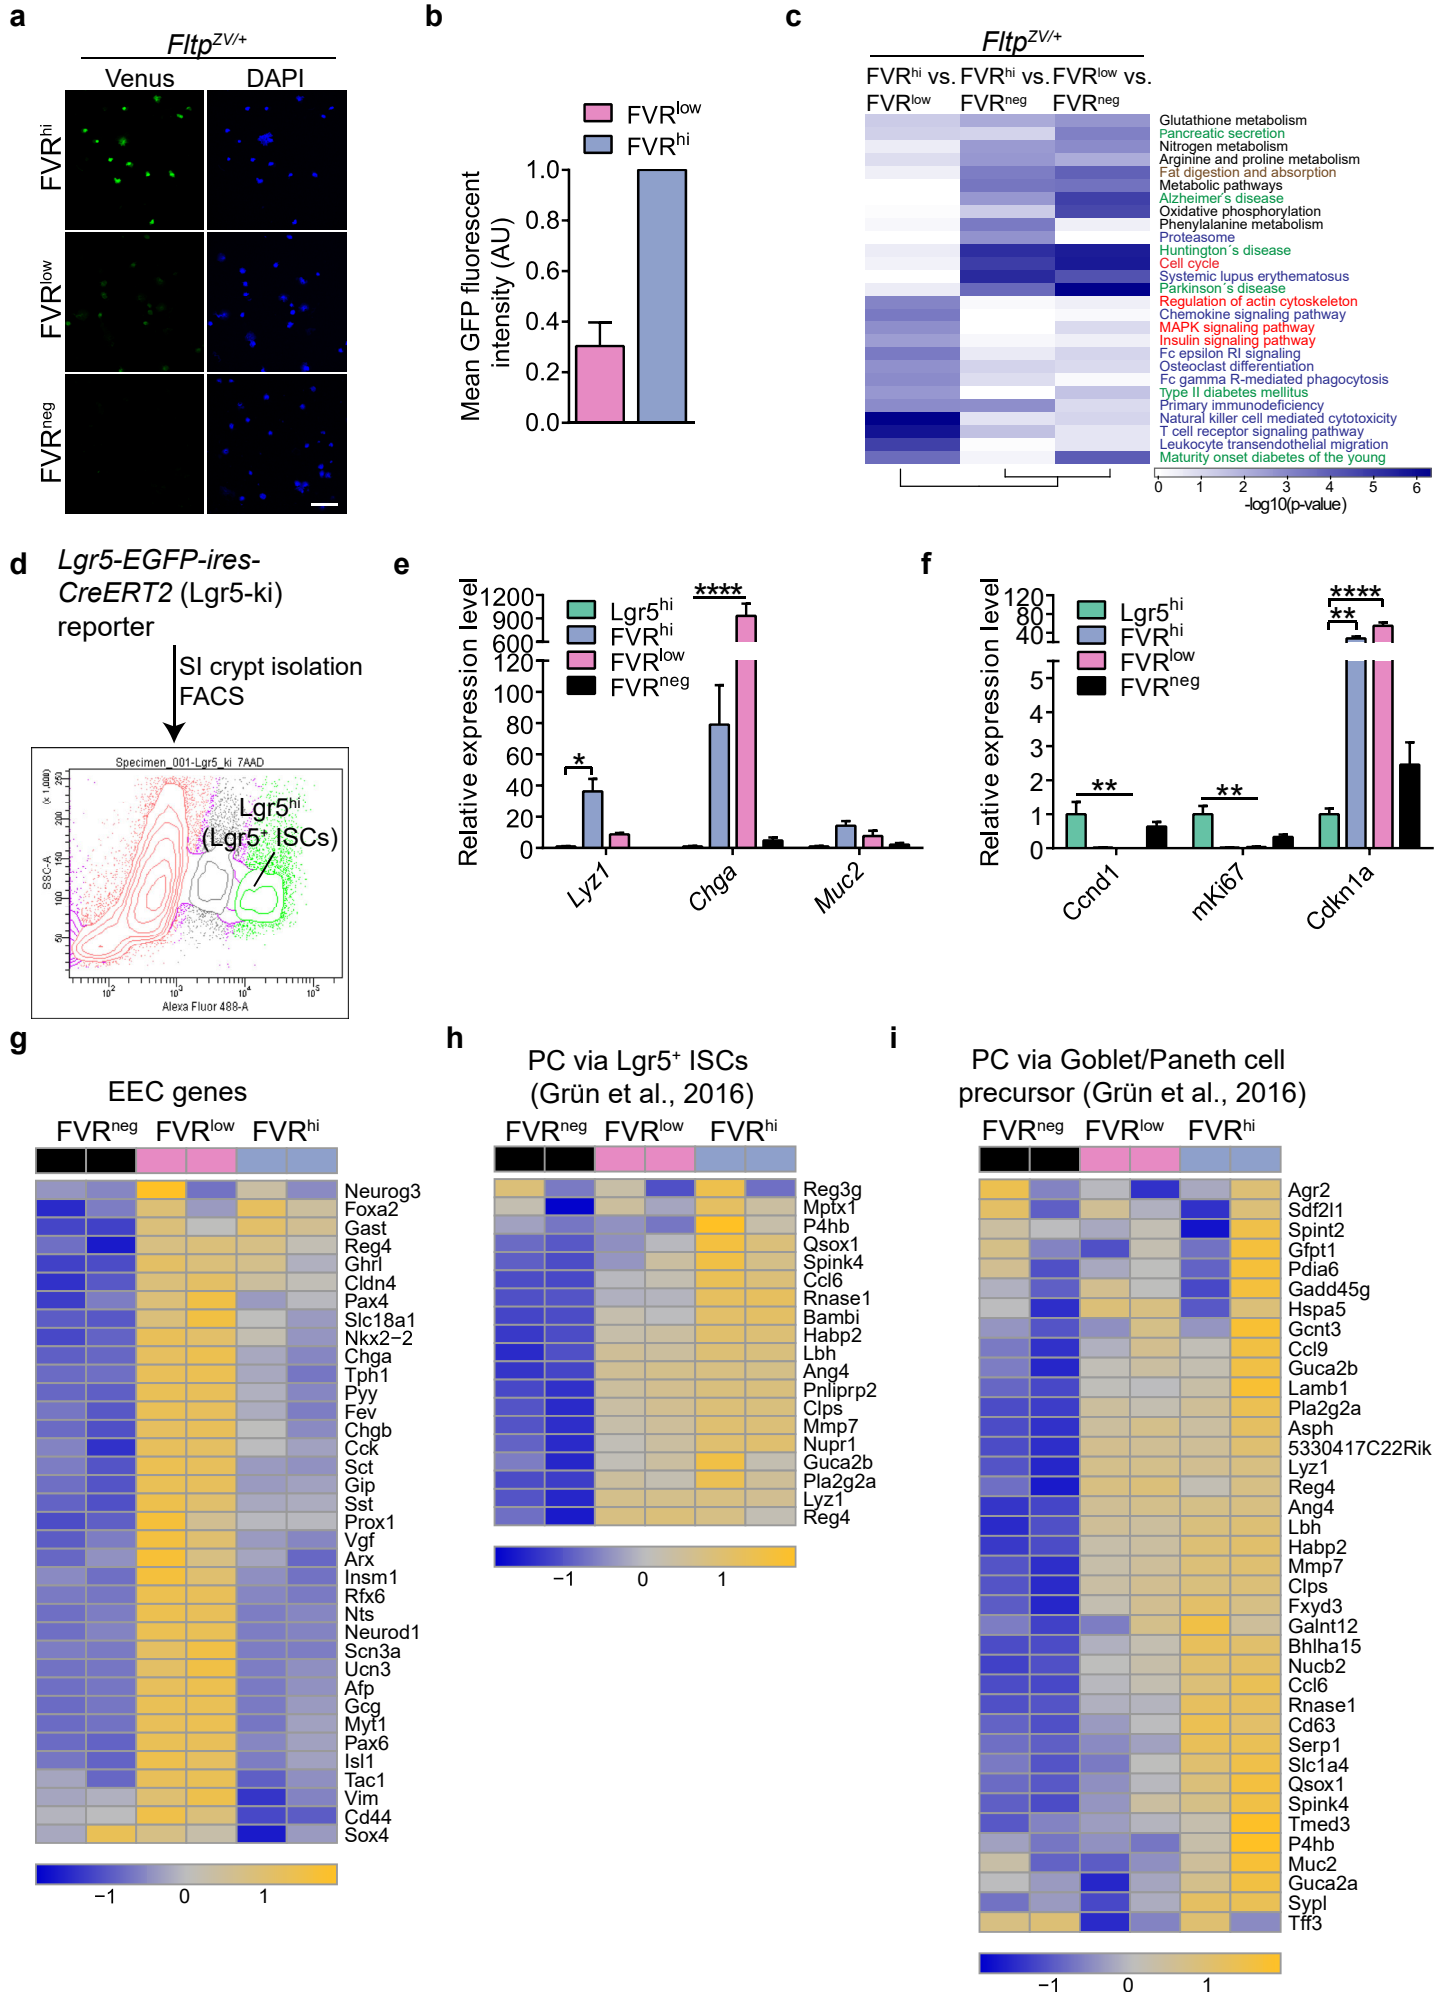 a
Fltp^ZV/+
Venus
DAPI
FVR^hi
FVR^low
FVR^neg
b
FVR^low
FVR^hi
Mean GFP fluorescent
intensity (AU)
1.0
0.8
0.6
0.4
0.2
0.0
c
Fltp^ZV/+
FVR^hi vs. FVR^hi vs. FVR^low vs.
FVR^low FVR^neg FVR^neg
Glutathione metabolism
Pancreatic secretion
Nitrogen metabolism
Arginine and proline metabolism
Fat digestion and absorption
Metabolic pathways
Alzheimer´s disease
Oxidative phosphorylation
Phenylalanine metabolism
Proteasome
Huntington´s disease
Cell cycle
Systemic lupus erythematosus
Parkinson´s disease
Regulation of actin cytoskeleton
Chemokine signaling pathway
MAPK signaling pathway
Insulin signaling pathway
Fc epsilon RI signaling
Osteoclast differentiation
Fc gamma R-mediated phagocytosis
Type II diabetes mellitus
Primary immunodeficiency
Natural killer cell mediated cytotoxicity
T cell receptor signaling pathway
Leukocyte transendothelial migration
Maturity onset diabetes of the young
0 1 2 3 4 5 6
-log10(p-value)
d
Lgr5-EGFP-ires-
CreERT2 (Lgr5-ki)
reporter
SI crypt isolation
FACS
Specimen_001-Lgr5_ki 7AAD
Lgr5^hi
(Lgr5⁺ ISCs)
SSC-A
(x 1,000)
250
200
150
100
50
10² 10³ 10⁴ 10⁵
Alexa Fluor 488-A
e
Relative expression level
1200
900
600
120
100
80
60
40
20
0
Lgr5^hi
FVR^hi
FVR^low
FVR^neg
*
****
Lyz1
Chga
Muc2
f
Relative expression level
120
80
40
5
4
3
2
1
0
Lgr5^hi
FVR^hi
FVR^low
FVR^neg
**
**
**
****
Ccnd1
mKi67
Cdkn1a
g
EEC genes
FVR^neg FVR^low FVR^hi
Neurog3
Foxa2
Gast
Reg4
Ghrl
Cldn4
Pax4
Slc18a1
Nkx2−2
Chga
Tph1
Pyy
Fev
Chgb
Cck
Sct
Gip
Sst
Prox1
Vgf
Arx
Insm1
Rfx6
Nts
Neurod1
Scn3a
Ucn3
Afp
Gcg
Myt1
Pax6
Isl1
Tac1
Vim
Cd44
Sox4
−1 0 1
h
PC via Lgr5⁺ ISCs
(Grün et al., 2016)
FVR^neg FVR^low FVR^hi
Reg3g
Mptx1
P4hb
Qsox1
Spink4
Ccl6
Rnase1
Bambi
Habp2
Lbh
Ang4
Pnliprp2
Clps
Mmp7
Nupr1
Guca2b
Pla2g2a
Lyz1
Reg4
−1 0 1
i
PC via Goblet/Paneth cell
precursor (Grün et al., 2016)
FVR^neg FVR^low FVR^hi
Agr2
Sdf2l1
Spint2
Gfpt1
Pdia6
Gadd45g
Hspa5
Gcnt3
Ccl9
Guca2b
Lamb1
Pla2g2a
Asph
5330417C22Rik
Lyz1
Reg4
Ang4
Lbh
Habp2
Mmp7
Clps
Fxyd3
Galnt12
Bhlha15
Nucb2
Ccl6
Rnase1
Cd63
Serp1
Slc1a4
Qsox1
Spink4
Tmed3
P4hb
Muc2
Guca2a
Sypl
Tff3
−1 0 1